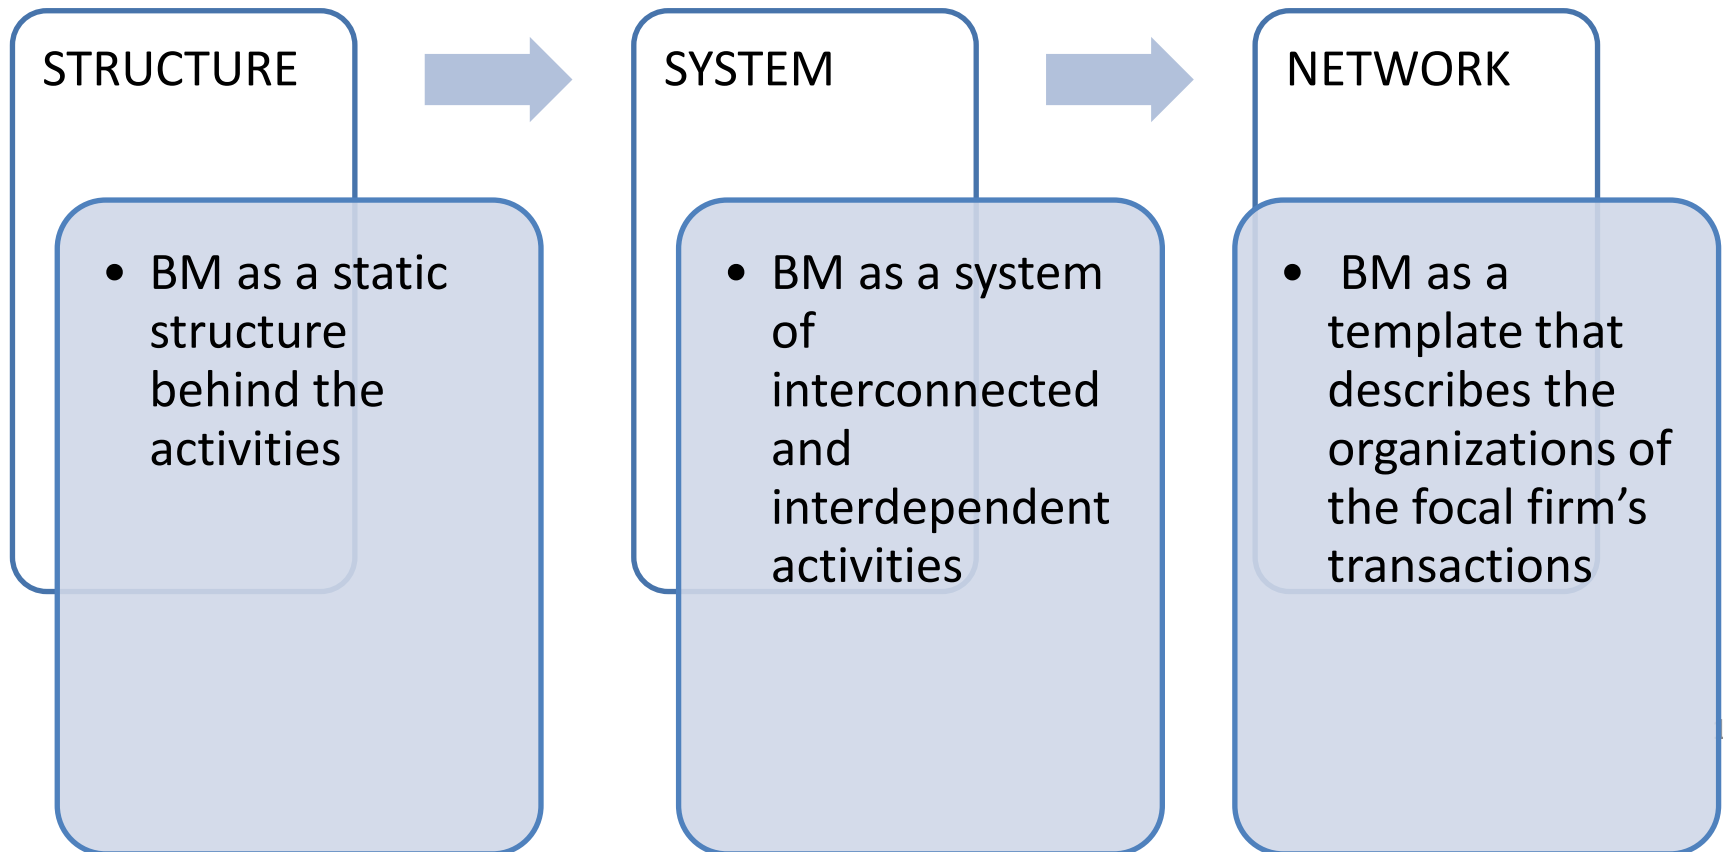 STRUCTURE
• BM as a static
structure
behind the
activities
SYSTEM
• BM as a system
of
interconnected
and
interdependent
activities
NETWORK
• BM as a
template that
describes the
organizations of
the focal firm’s
transactions